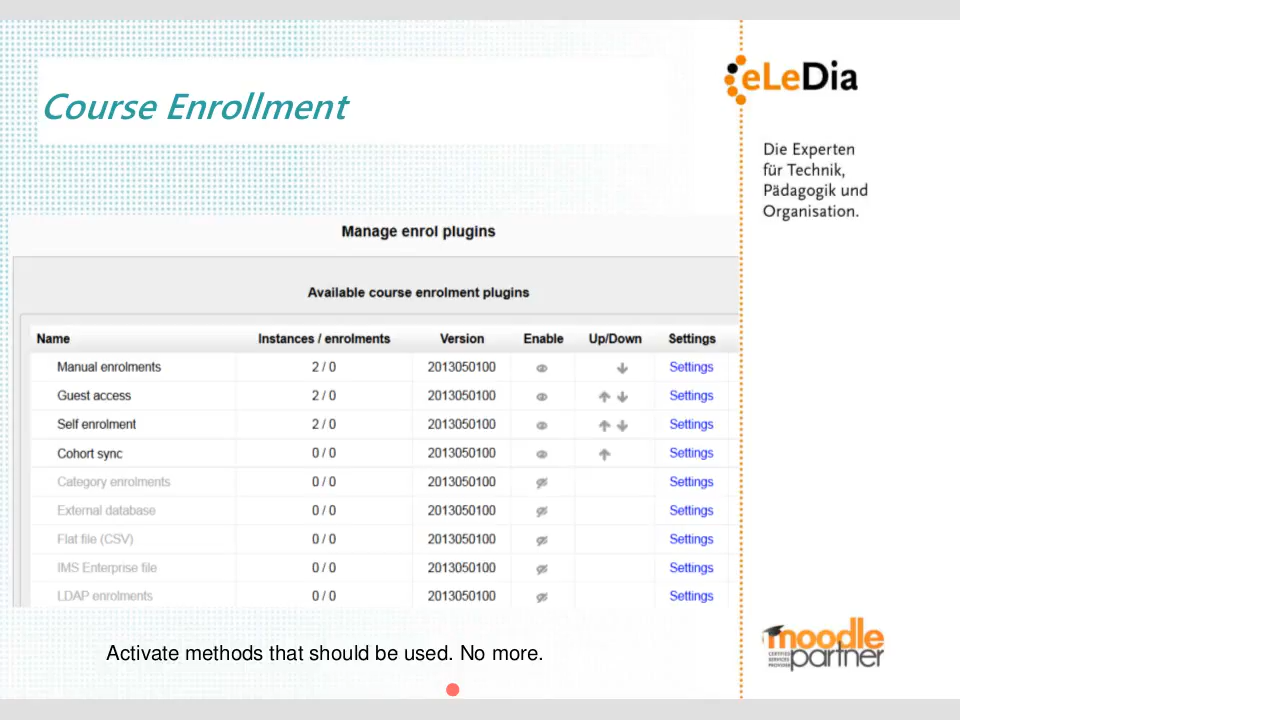 Course Enrollment
eLeDia
Die Experten
für Technik,
Pädagogik und
Organisation.
Manage enrol plugins
Available course enrolment plugins
Name Instances / enrolments Version Enable Up/Down Settings
Manual enrolments 2 / 0 2013050100 Settings
Guest access 2 / 0 2013050100 Settings
Self enrolment 2 / 0 2013050100 Settings
Cohort sync 0 / 0 2013050100 Settings
Category enrolments 0 / 0 2013050100 Settings
External database 0 / 0 2013050100 Settings
Flat file (CSV) 0 / 0 2013050100 Settings
IMS Enterprise file 0 / 0 2013050100 Settings
LDAP enrolments 0 / 0 2013050100 Settings
Activate methods that should be used. No more.
moodle
CERTIFIED
SERVICES
PROVIDER
partner